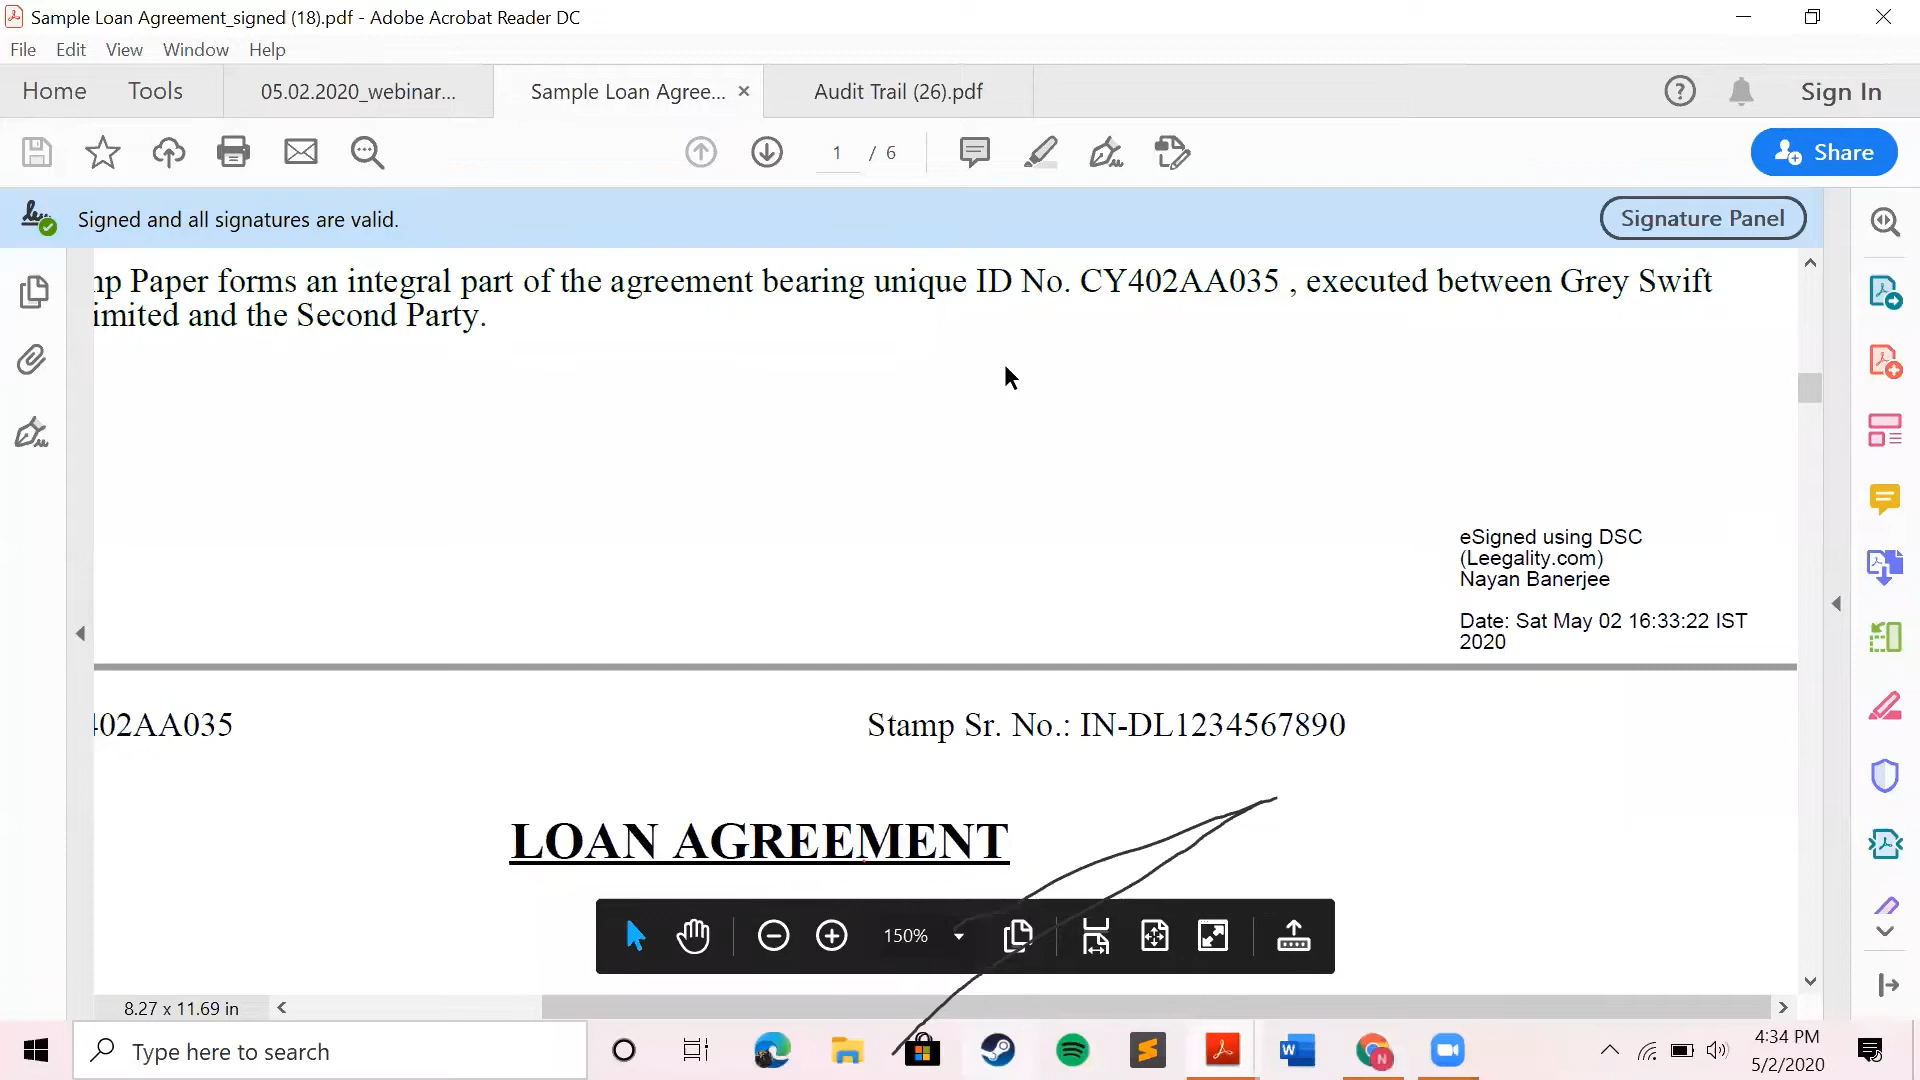 Sample Loan Agreement_signed (18).pdf - Adobe Acrobat Reader DC
File Edit View Window Help
Home Tools 05.02.2020_webinar... Sample Loan Agree... Audit Trail (26).pdf Sign In
1 / 6 Share
Signed and all signatures are valid. Signature Panel
mp Paper forms an integral part of the agreement bearing unique ID No. CY402AA035 , executed between Grey Swift
imited and the Second Party.
eSigned using DSC
(Leegality.com)
Nayan Banerjee
Date: Sat May 02 16:33:22 IST
2020
402AA035 Stamp Sr. No.: IN-DL1234567890
LOAN AGREEMENT
150%
8.27 x 11.69 in
Type here to search
4:34 PM
5/2/2020